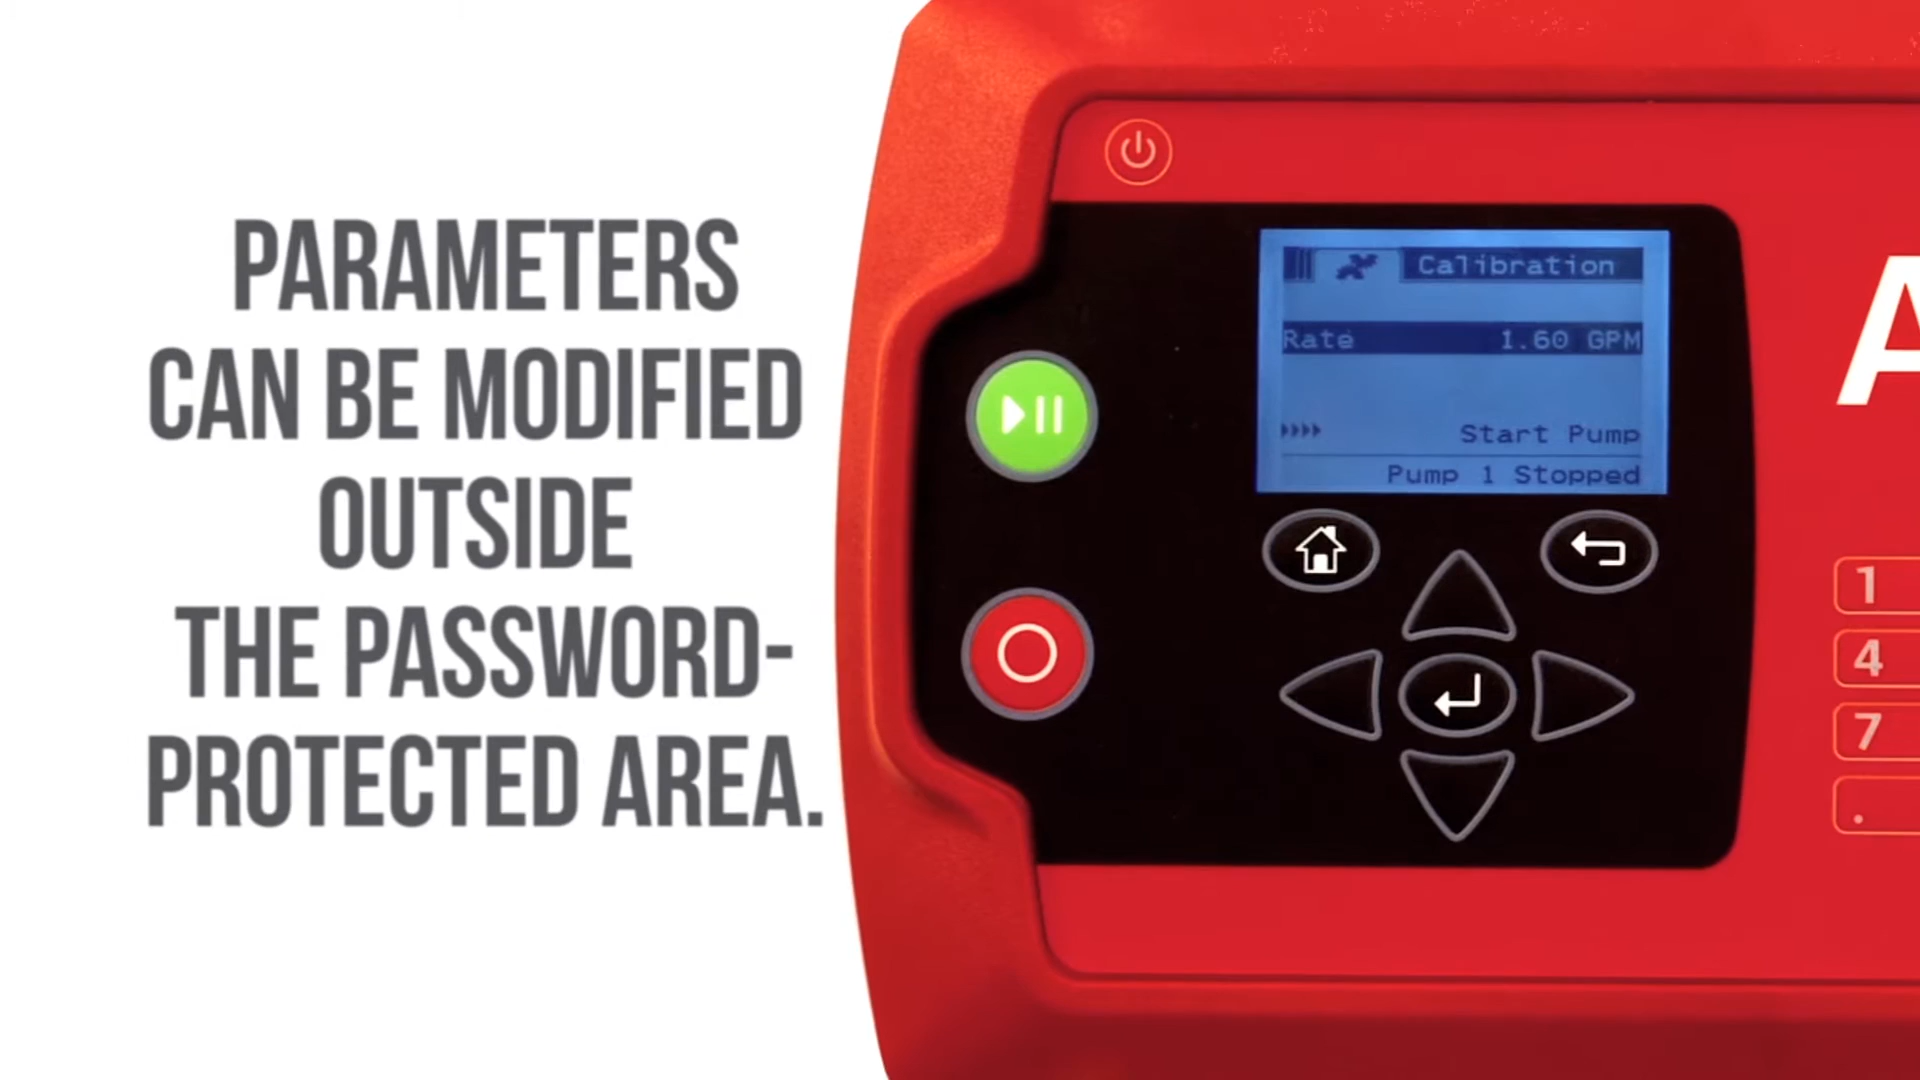 PARAMETERS
CAN BE MODIFIED
OUTSIDE
THE PASSWORD-
PROTECTED AREA.
Calibration
Rate 1.60 GPM
Start Pump
Pump 1 Stopped
A
1
4
7
.